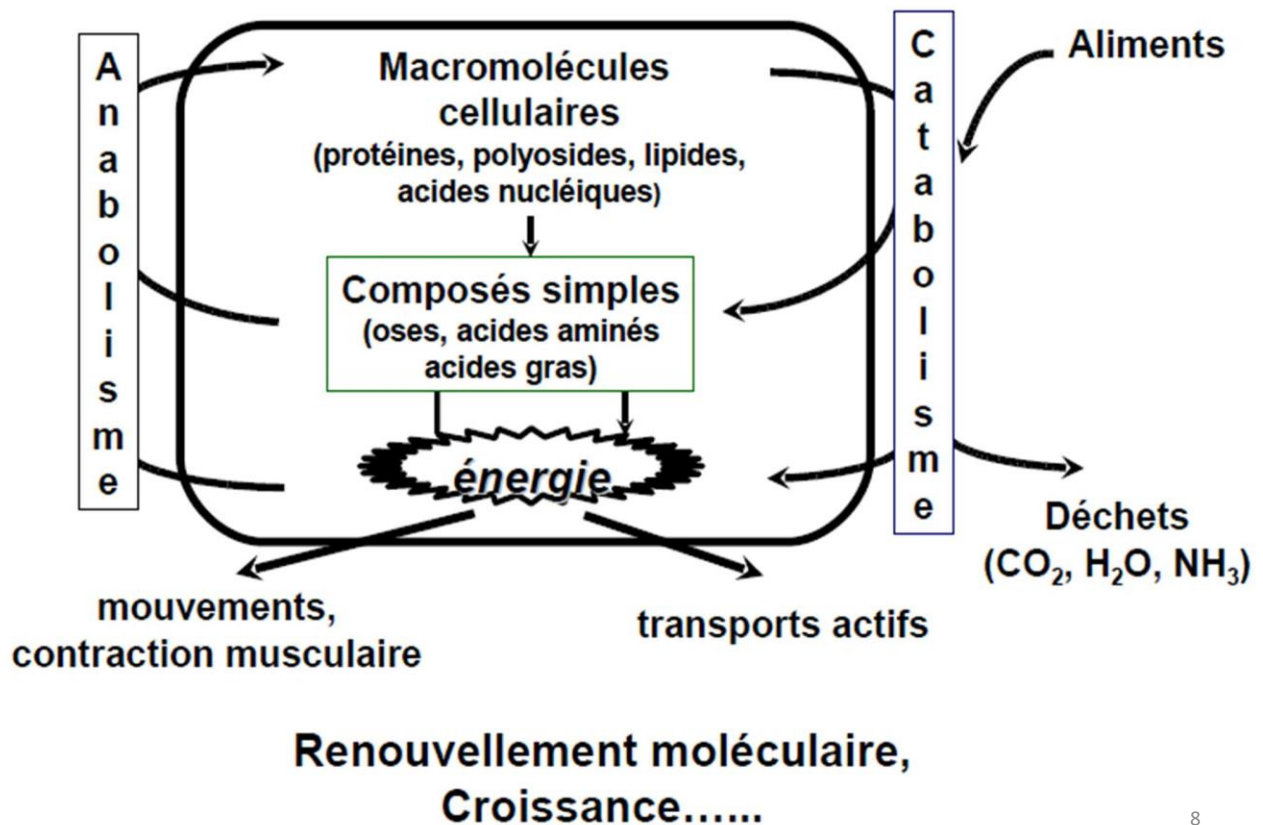 Anabolisme
Macromolécules
cellulaires
(protéines, polyosides, lipides,
acides nucléiques)
Composés simples
(oses, acides aminés
acides gras)
énergie
Catabolisme
Aliments
Déchets
(CO₂, H₂O, NH₃)
mouvements,
contraction musculaire
transports actifs
Renouvellement moléculaire,
Croissance…...
8